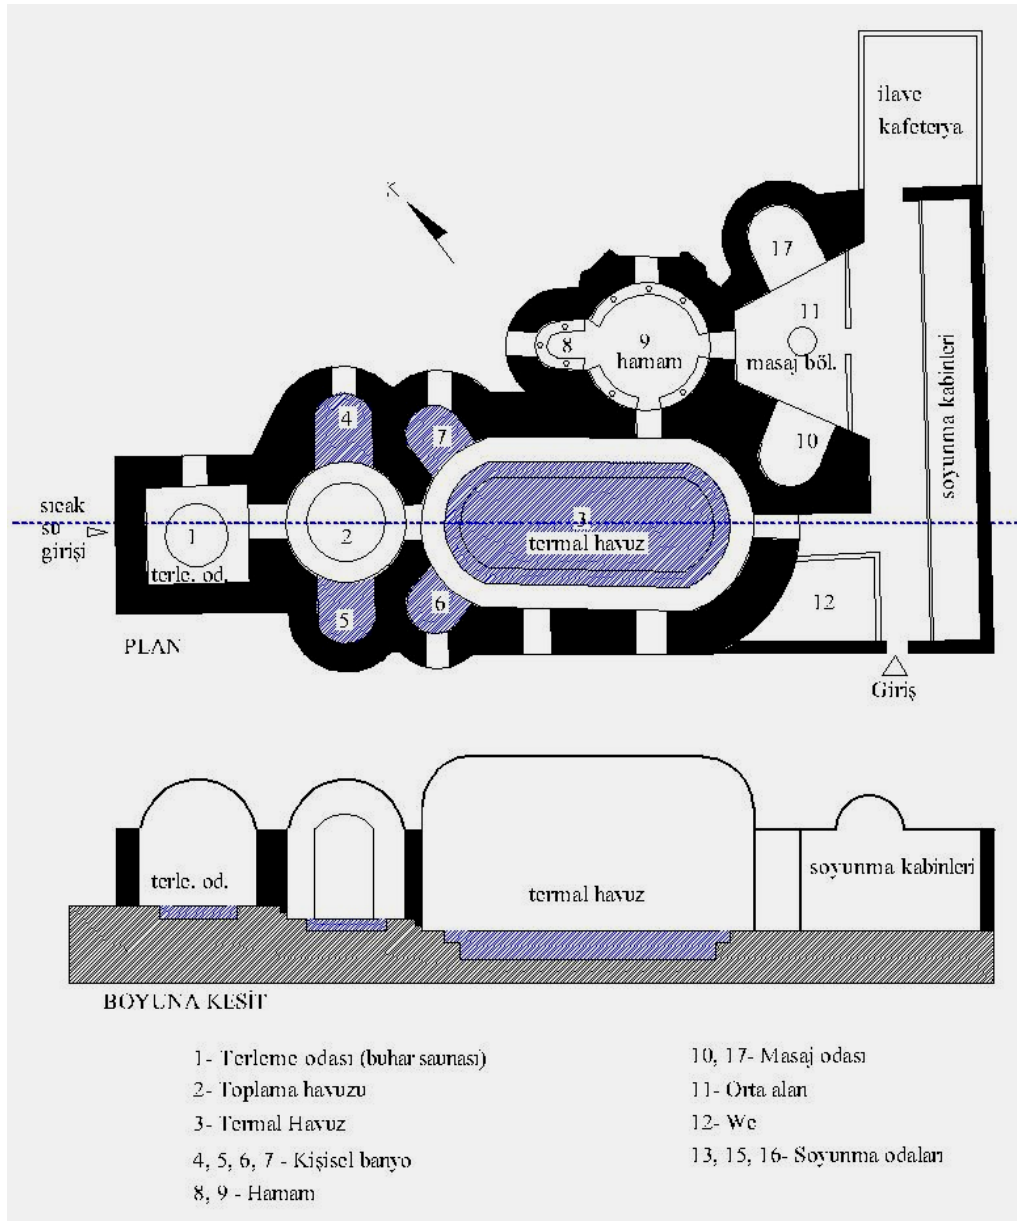 ilave
kafeterya
K
17
11
masaj böl.
9
hamam
8
soyunma kabinleri
10
4
7
sıcak
su
girişi
1
terle. od.
2
3
termal havuz
5
6
12
PLAN
Giriş
terle. od.
termal havuz
soyunma kabinleri
BOYUNA KESİT
1- Terleme odası (buhar saunası)
2- Toplama havuzu
3- Termal Havuz
4, 5, 6, 7 - Kişisel banyo
8, 9 - Hamam
10, 17- Masaj odası
11- Orta alan
12- Wc
13, 15, 16- Soyunma odaları